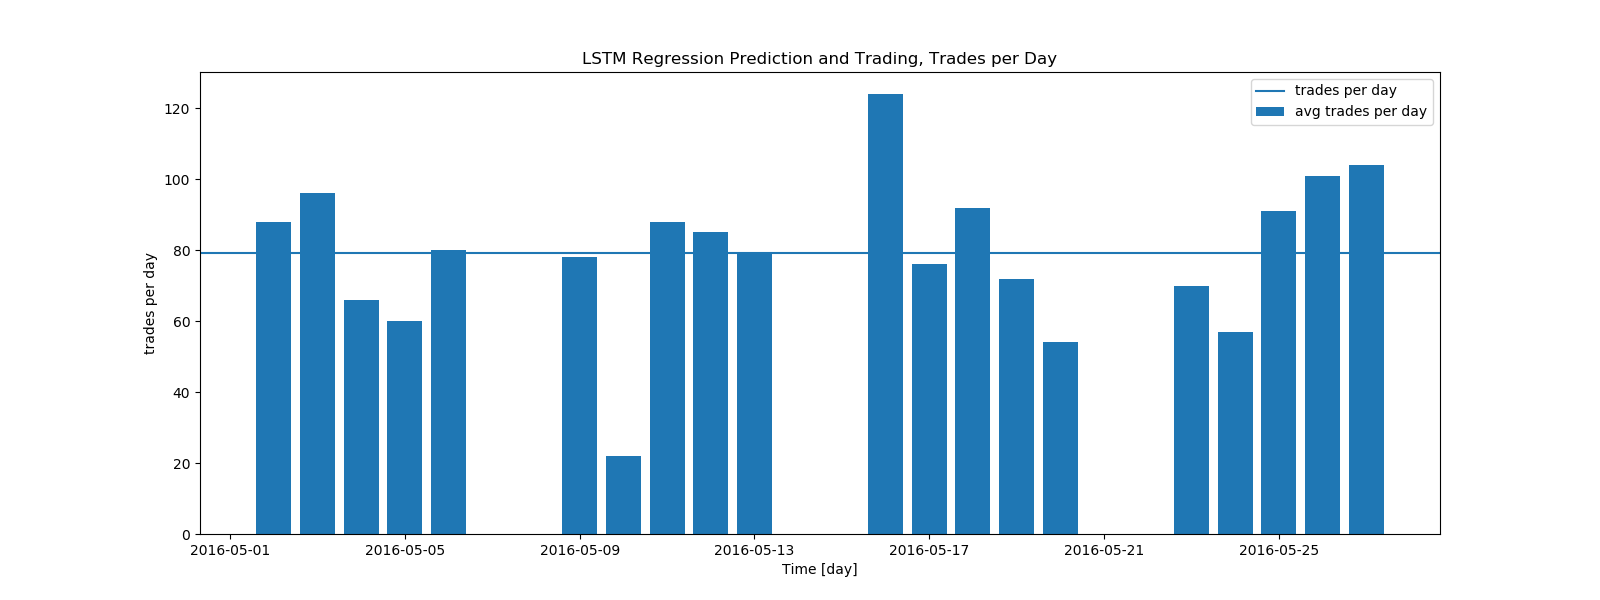 LSTM Regression Prediction and Trading, Trades per Day
trades per day
avg trades per day
120
100
80
60
40
20
0
trades per day
2016-05-01
2016-05-05
2016-05-09
2016-05-13
2016-05-17
2016-05-21
2016-05-25
Time [day]